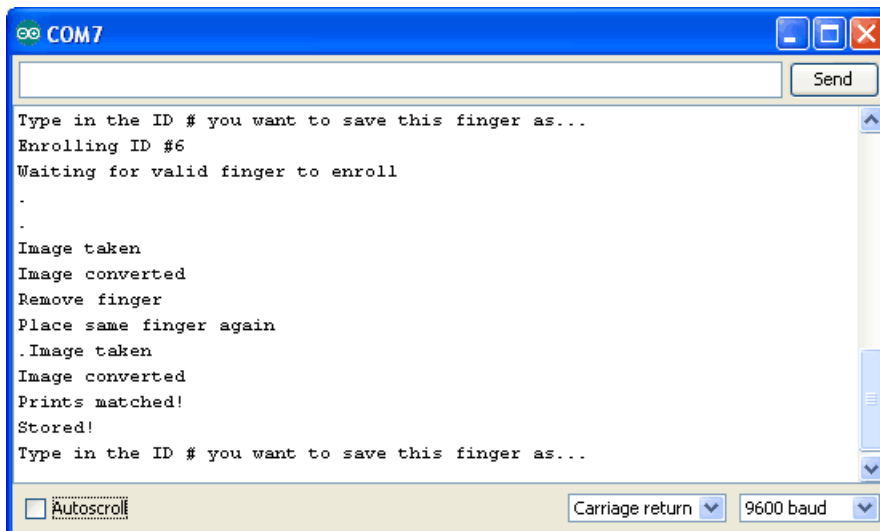 COM7
Send
Type in the ID # you want to save this finger as...
Enrolling ID #6
Waiting for valid finger to enroll
.
.
Image taken
Image converted
Remove finger
Place same finger again
.Image taken
Image converted
Prints matched!
Stored!
Type in the ID # you want to save this finger as...
Autoscroll
Carriage return
9600 baud